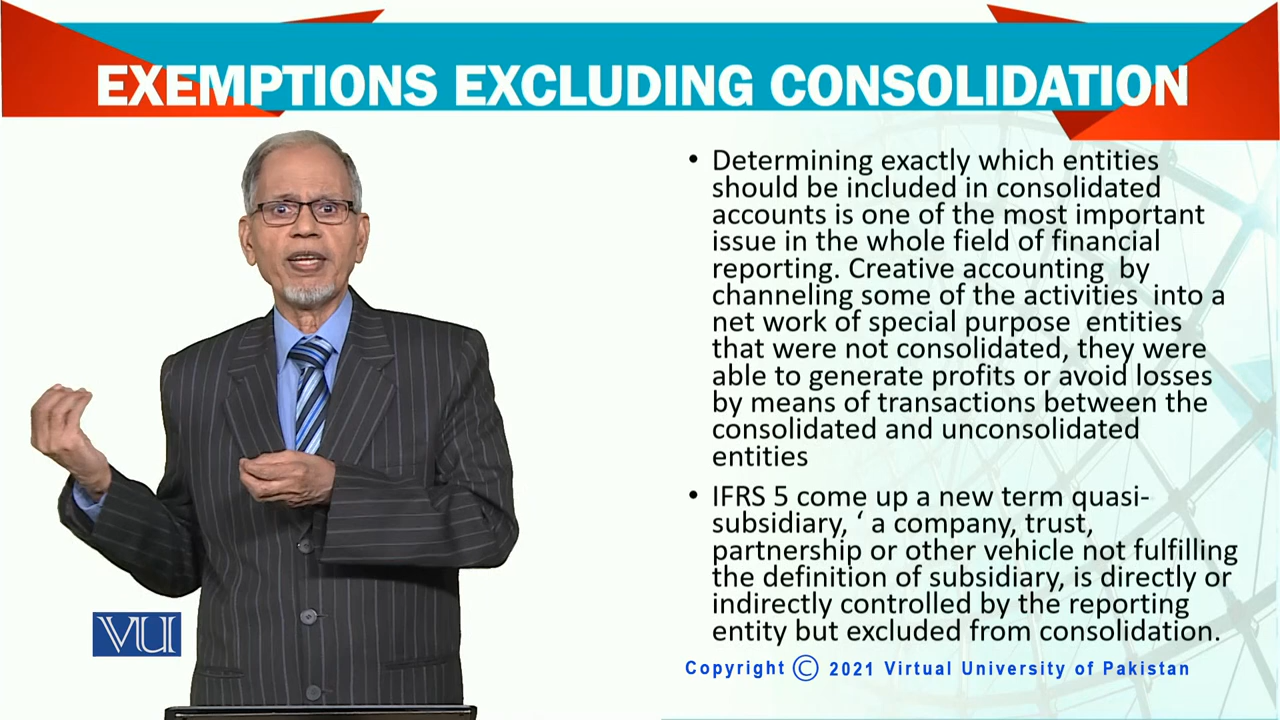 EXEMPTIONS EXCLUDING CONSOLIDATION
• Determining exactly which entities
should be included in consolidated
accounts is one of the most important
issue in the whole field of financial
reporting. Creative accounting  by
channeling some of the activities  into a
net work of special purpose  entities
that were not consolidated, they were
able to generate profits or avoid losses
by means of transactions between the
consolidated and unconsolidated
entities
• IFRS 5 come up a new term quasi-
subsidiary, ‘ a company, trust,
partnership or other vehicle not fulfilling
the definition of subsidiary, is directly or
indirectly controlled by the reporting
entity but excluded from consolidation.
VU
Copyright © 2021 Virtual University of Pakistan